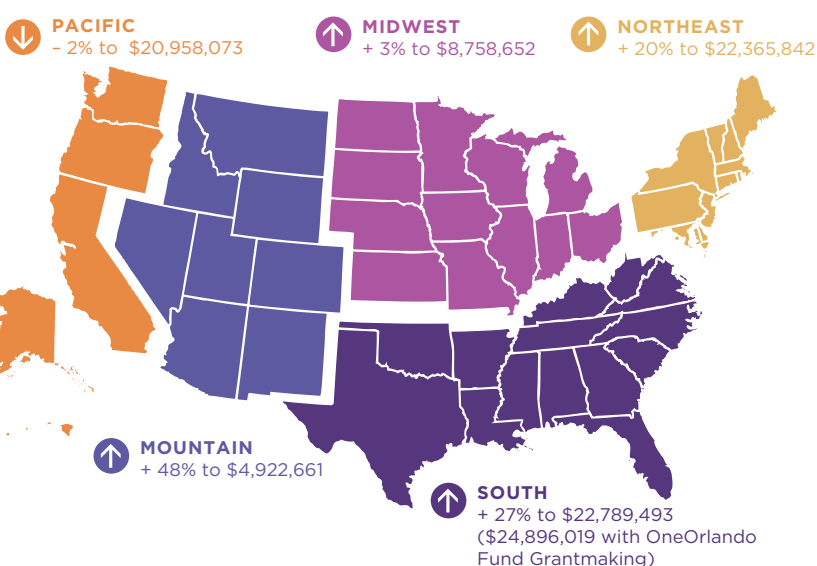 PACIFIC
– 2% to $20,958,073
MIDWEST
+ 3% to $8,758,652
NORTHEAST
+ 20% to $22,365,842
MOUNTAIN
+ 48% to $4,922,661
SOUTH
+ 27% to $22,789,493
($24,896,019 with OneOrlando
Fund Grantmaking)